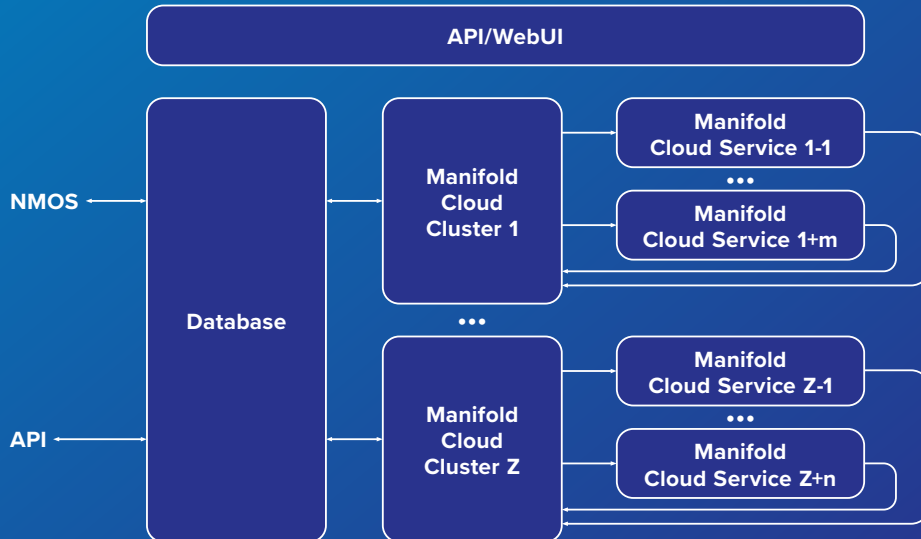 API/WebUI
NMOS
API
Database
Manifold
Cloud
Cluster 1
Manifold
Cloud Service 1-1
•••
Manifold
Cloud Service 1+m
•••
Manifold
Cloud
Cluster Z
Manifold
Cloud Service Z-1
•••
Manifold
Cloud Service Z+n